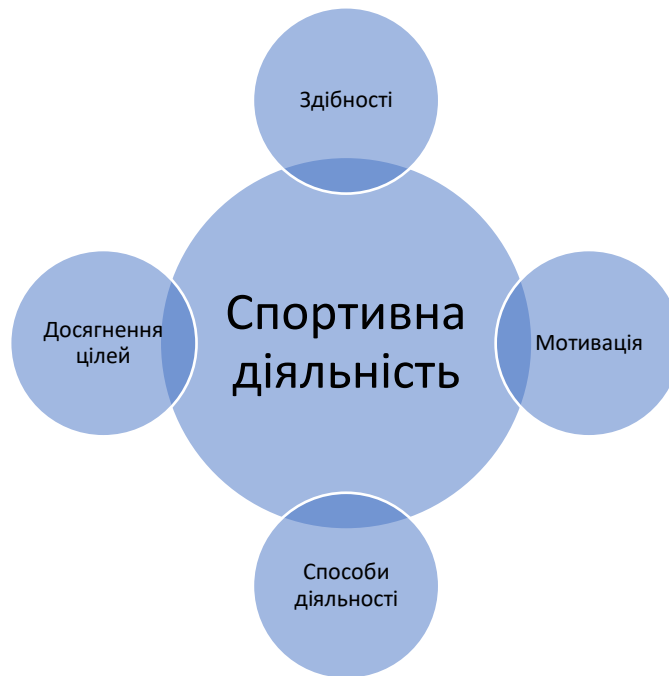 Здібності
Спортивна
діяльність
Досягнення
цілей
Мотивація
Способи
діяльності